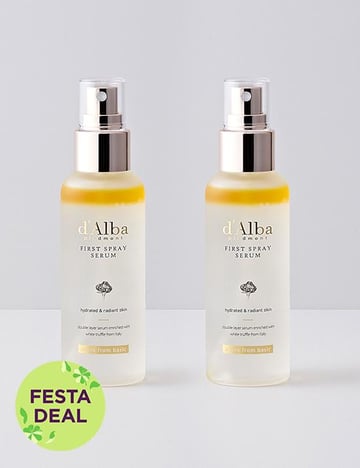 d'Alba
FIRST SPRAY
SERUM
hydrated & radiant skin
double layer serum enriched with
white truffle from Italy
d'Alba
FIRST SPRAY
SERUM
hydrated & radiant skin
double layer serum enriched with
white truffle from Italy
FESTA
DEAL